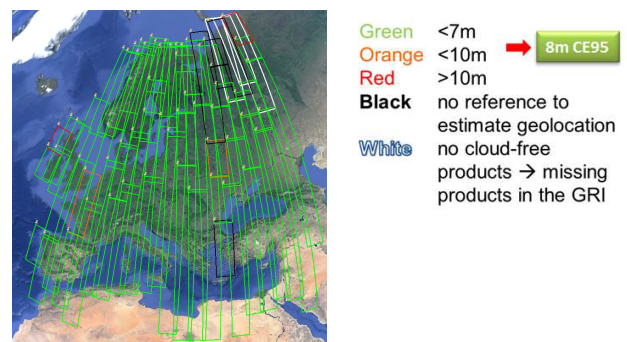 Green <7m
Orange <10m
8m CE95
Red >10m
Black no reference to
estimate geolocation
White no cloud-free
products → missing
products in the GRI